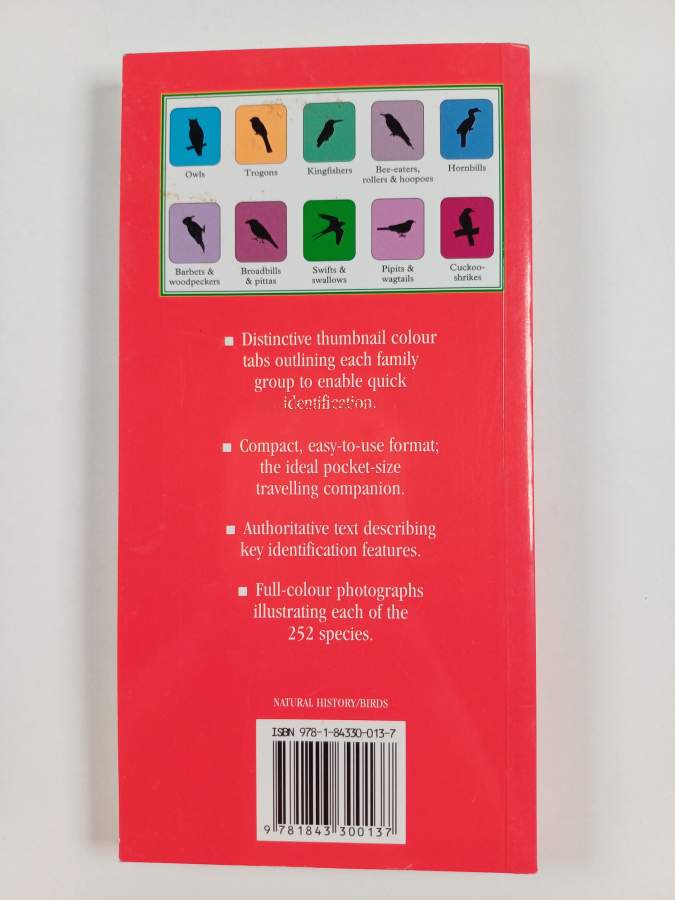 Owls
Trogons
Kingfishers
Bee-eaters,
rollers & hoopoes
Hornbills
Barbets &
woodpeckers
Broadbills
& pittas
Swifts &
swallows
Pipits &
wagtails
Cuckoo-
shrikes
■ Distinctive thumbnail colour
tabs outlining each family
group to enable quick
identification.
■ Compact, easy-to-use format;
the ideal pocket-size
travelling companion.
■ Authoritative text describing
key identification features.
■ Full-colour photographs
illustrating each of the
252 species.
NATURAL HISTORY/BIRDS
ISBN 978-1-84330-013-7
9 781843 300137